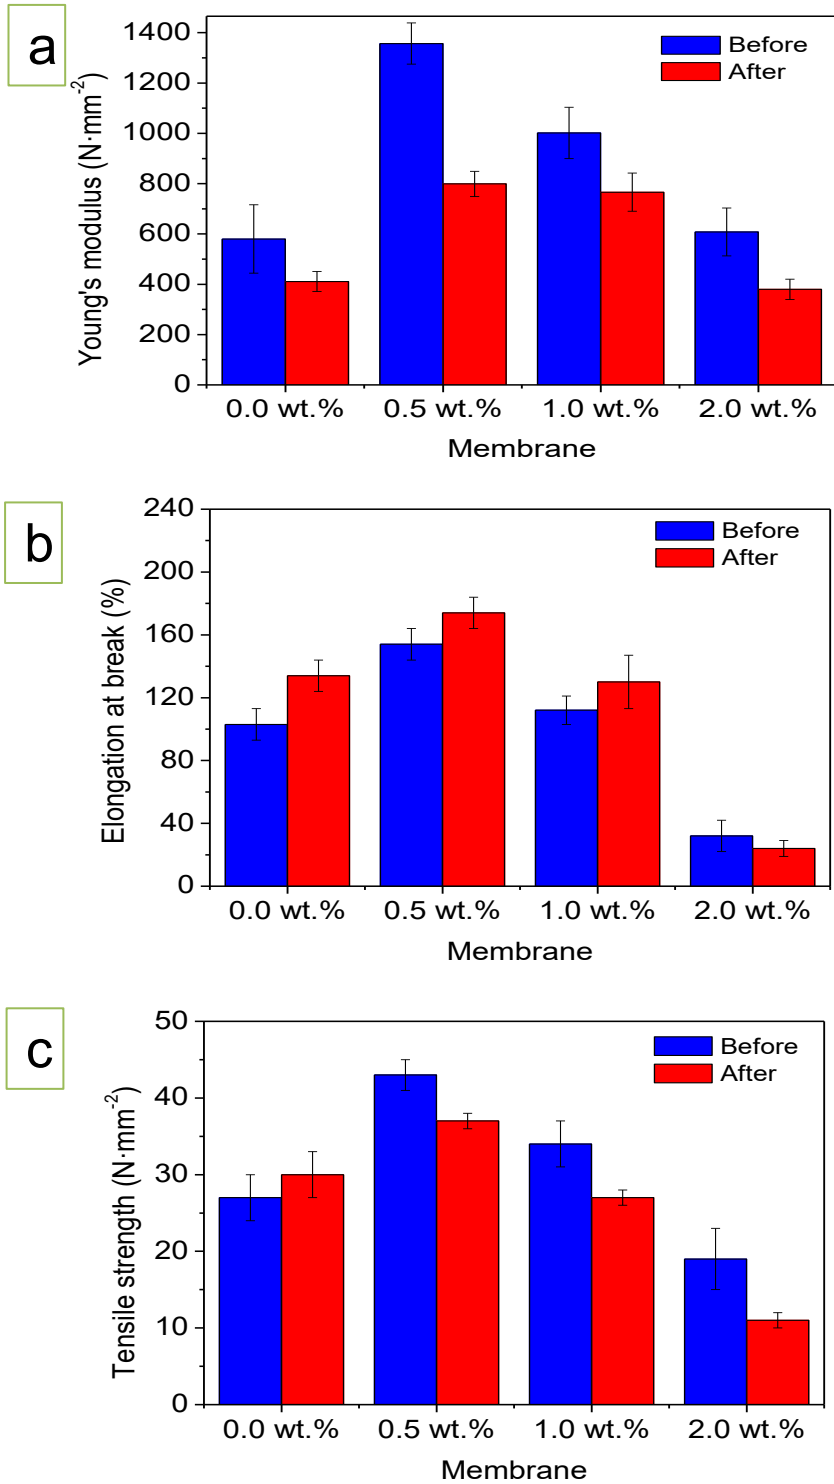 a
Young's modulus (N·mm-2)
1400
1200
1000
800
600
400
200
0
Before
After
0.0 wt.% 0.5 wt.% 1.0 wt.% 2.0 wt.%
Membrane
b
Elongation at break (%)
240
200
160
120
80
40
0
Before
After
0.0 wt.% 0.5 wt.% 1.0 wt.% 2.0 wt.%
Membrane
c
Tensile strength (N·mm-2)
50
40
30
20
10
0
Before
After
0.0 wt.% 0.5 wt.% 1.0 wt.% 2.0 wt.%
Membrane